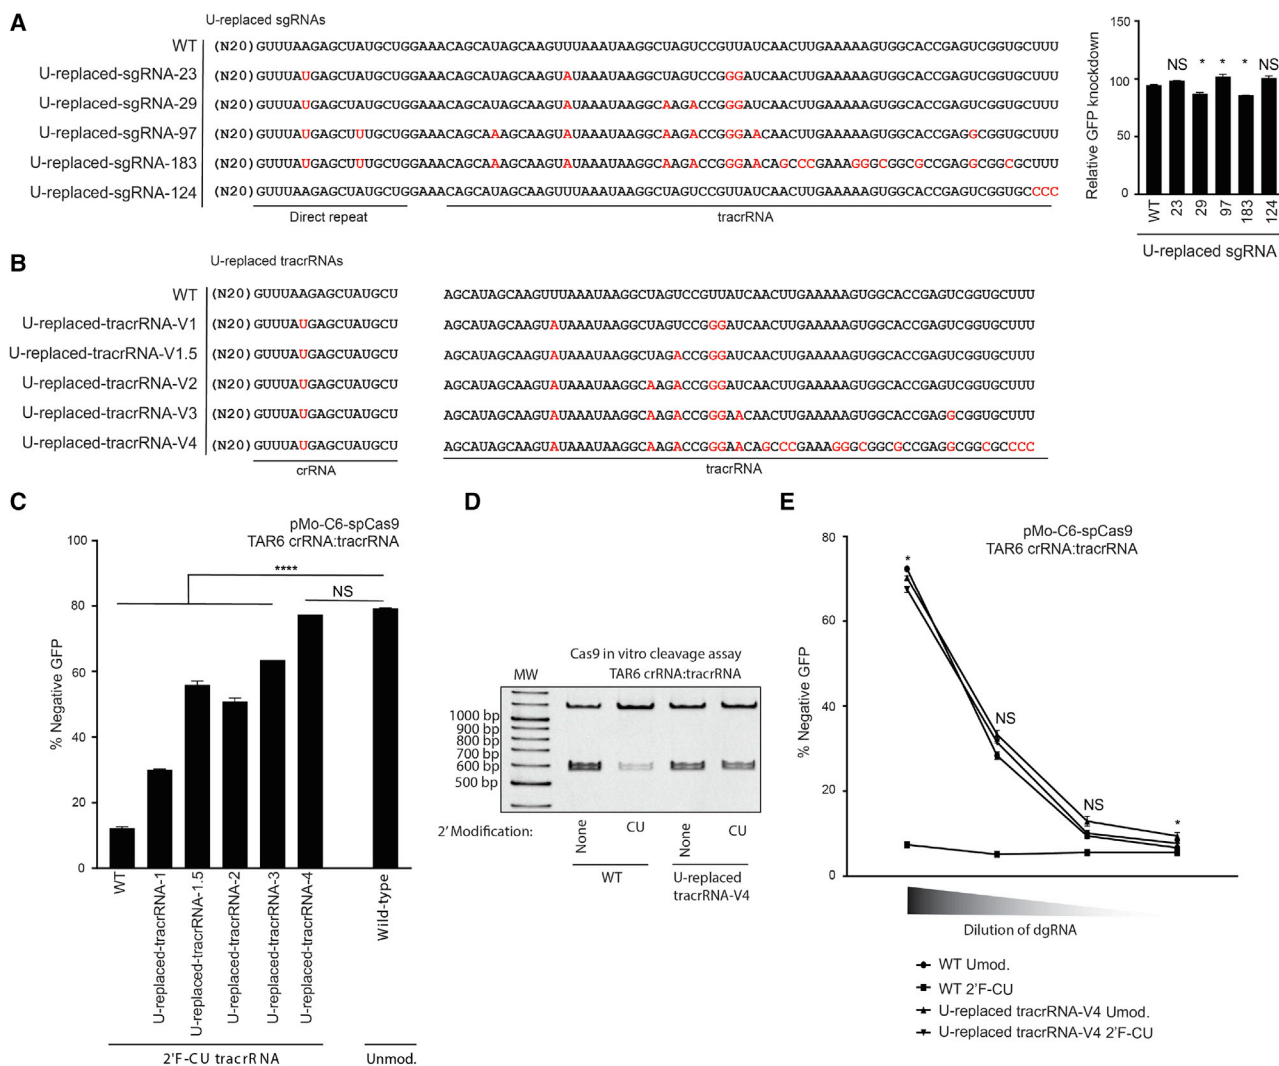 A
U-replaced sgRNAs
WT (N20)GUUUAAGAGCUAUGCUGGAAACAGCAUAGCAAGUUUAAAUAAGGCUAGUCCGUUAUCAACUUGAAAAAGUGGCACCGAGUCGGUGCUUU
U-replaced-sgRNA-23 (N20)GUUUAUGAGCUAUGCUGGAAACAGCAUAGCAAGUAUAAAUAAGGCUAGUCCGGGAUCAACUUGAAAAAGUGGCACCGAGUCGGUGCUUU
U-replaced-sgRNA-29 (N20)GUUUAUGAGCUAUGCUGGAAACAGCAUAGCAAGUAUAAAUAAGGCAAGACCGGGAUCAACUUGAAAAAGUGGCACCGAGUCGGUGCUUU
U-replaced-sgRNA-97 (N20)GUUUAUGAGCUUUGCUGGAAACAGCAAAGCAAGUAUAAAUAAGGCAAGACCGGGAACAACUUGAAAAAGUGGCACCGAGGCGGUGCUUU
U-replaced-sgRNA-183 (N20)GUUUAUGAGCUUUGCUGGAAACAGCAAAGCAAGUAUAAAUAAGGCAAGACCGGGAACAGCCCGAAAGGGCGGCGCCGAGGCGGCGCUUU
U-replaced-sgRNA-124 (N20)GUUUAAGAGCUAUGCUGGAAACAGCAUAGCAAGUUUAAAUAAGGCUAGUCCGUUAUCAACUUGAAAAAGUGGCACCGAGUCGGUGCCCC
Direct repeat
tracrRNA
Relative GFP knockdown
150
100
50
0
NS * * * NS
WT 23 29 97 183 124
U-replaced sgRNA
B
U-replaced tracrRNAs
WT (N20)GUUUAAGAGCUAUGCU AGCAUAGCAAGUUUAAAUAAGGCUAGUCCGUUAUCAACUUGAAAAAGUGGCACCGAGUCGGUGCUUU
U-replaced-tracrRNA-V1 (N20)GUUUAUGAGCUAUGCU AGCAUAGCAAGUAUAAAUAAGGCUAGUCCGGGAUCAACUUGAAAAAGUGGCACCGAGUCGGUGCUUU
U-replaced-tracrRNA-V1.5 (N20)GUUUAUGAGCUAUGCU AGCAUAGCAAGUAUAAAUAAGGCUAGACCGGGAUCAACUUGAAAAAGUGGCACCGAGUCGGUGCUUU
U-replaced-tracrRNA-V2 (N20)GUUUAUGAGCUAUGCU AGCAUAGCAAGUAUAAAUAAGGCAAGACCGGGAUCAACUUGAAAAAGUGGCACCGAGUCGGUGCUUU
U-replaced-tracrRNA-V3 (N20)GUUUAUGAGCUAUGCU AGCAUAGCAAGUAUAAAUAAGGCAAGACCGGGAACAACUUGAAAAAGUGGCACCGAGGCGGUGCUUU
U-replaced-tracrRNA-V4 (N20)GUUUAUGAGCUAUGCU AGCAUAGCAAGUAUAAAUAAGGCAAGACCGGGAACAGCCCGAAAGGGCGGCGCCGAGGCGGCGCCCC
crRNA
tracrRNA
C
pMo-C6-spCas9
TAR6 crRNA:tracrRNA
% Negative GFP
100
80
60
40
20
0
****
NS
WT
U-replaced-tracrRNA-1
U-replaced-tracrRNA-1.5
U-replaced-tracrRNA-2
U-replaced-tracrRNA-3
U-replaced-tracrRNA-4
Wild-type
2'F-CU tracrRNA
Unmod.
D
Cas9 in vitro cleavage assay
MW TAR6 crRNA:tracrRNA
1000 bp
900 bp
800 bp
700 bp
600 bp
500 bp
2' Modification: None CU None CU
WT
U-replaced
tracrRNA-V4
E
pMo-C6-spCas9
TAR6 crRNA:tracrRNA
% Negative GFP
80
60
40
20
0
*
NS
NS
*
Dilution of dgRNA
WT Umod.
WT 2'F-CU
U-replaced tracrRNA-V4 Umod.
U-replaced tracrRNA-V4 2'F-CU